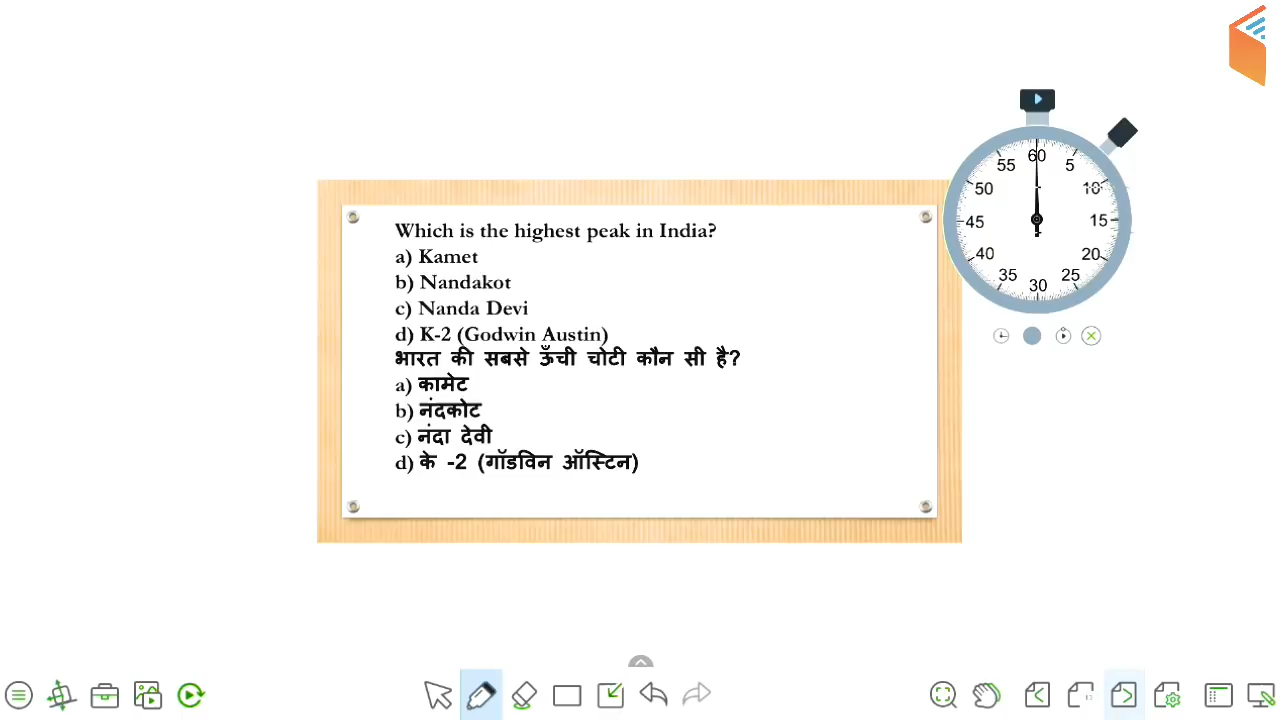 Which is the highest peak in India?
a) Kamet
b) Nandakot
c) Nanda Devi
d) K-2 (Godwin Austin)
भारत की सबसे ऊँची चोटी कौन सी है?
a) कामेट
b) नंदकोट
c) नंदा देवी
d) के -2 (गॉडविन ऑस्टिन)
60
55 5
50 10
45 15
40 20
35 25
30